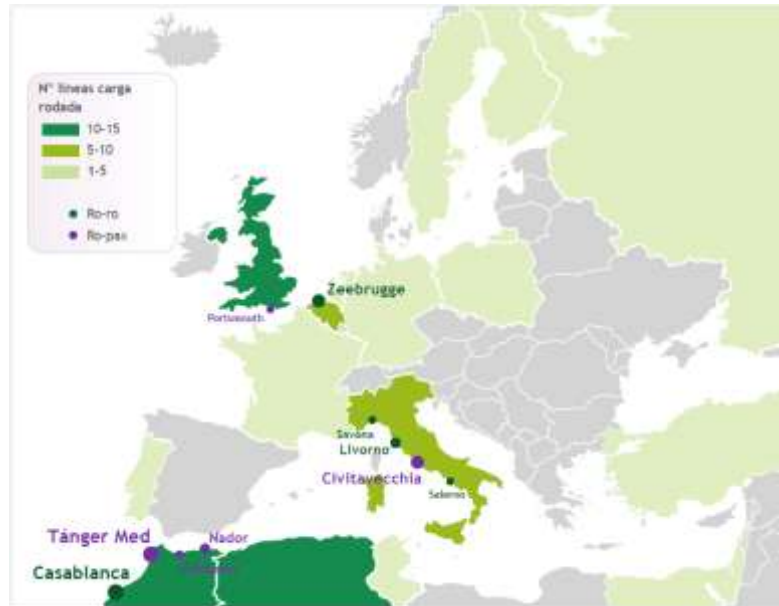 Nº líneas carga
rodada
10-15
5-10
1-5
Ro-ro
Ro-pax
Zeebrugge
Portsmouth
Savona
Livorno
Civitavecchia
Salerno
Tánger Med
Nador
Casablanca